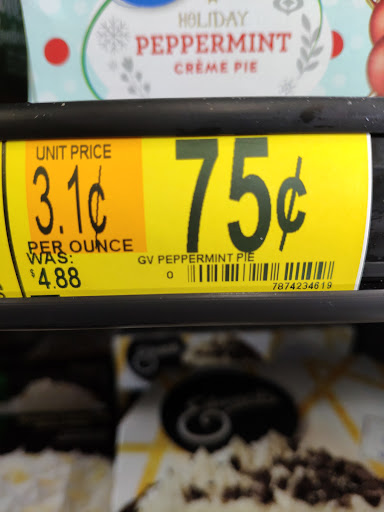 HOLIDAY
PEPPERMINT
CRÈME PIE
UNIT PRICE
3.1¢
PER OUNCE
75¢
WAS:
$4.88
GV PEPPERMINT PIE
0
7874234619